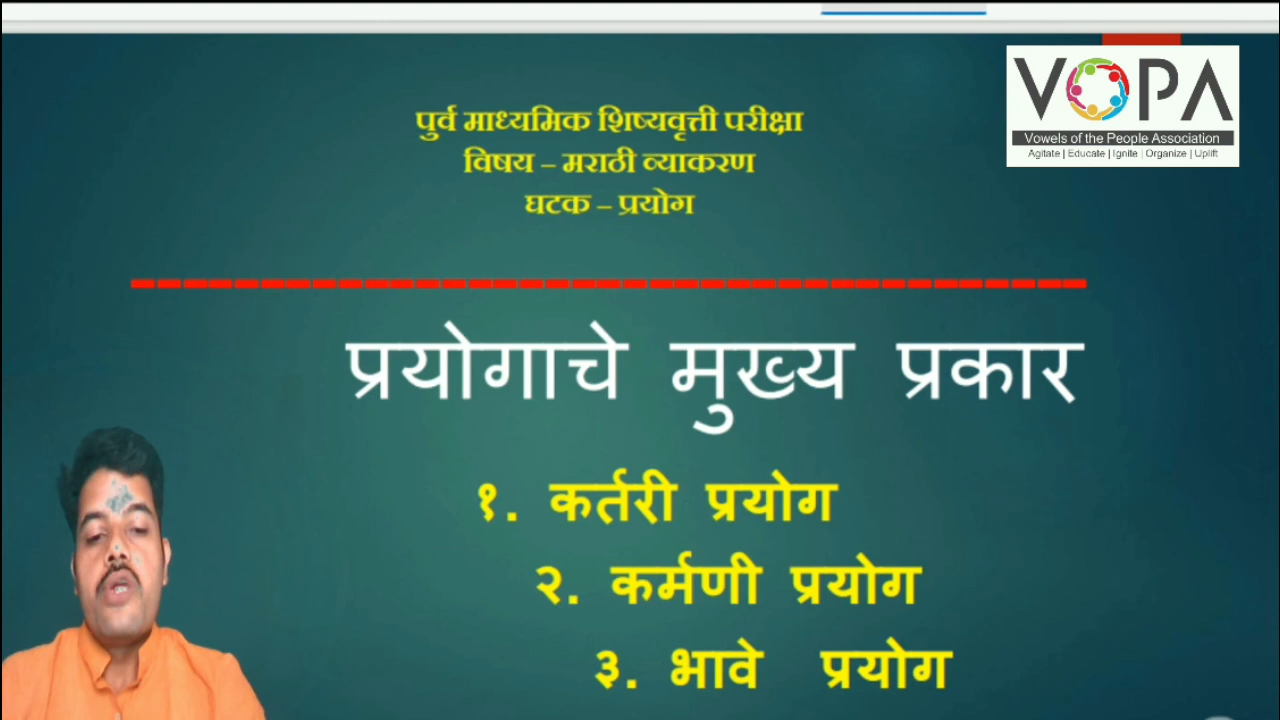 पुर्व माध्यमिक शिष्यवृत्ती परीक्षा
विषय – मराठी व्याकरण
घटक – प्रयोग
VOPA
Vowels of the People Association
Agitate | Educate | Ignite | Organize | Uplift
प्रयोगाचे मुख्य प्रकार
१. कर्तरी प्रयोग
२. कर्मणी प्रयोग
३. भावे प्रयोग